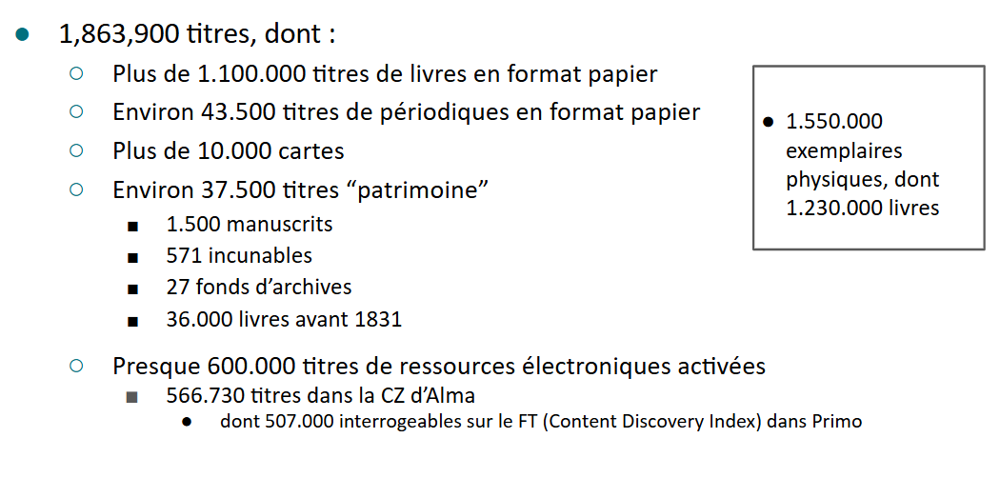 1,863,900 titres, dont :
Plus de 1.100.000 titres de livres en format papier
Environ 43.500 titres de périodiques en format papier
Plus de 10.000 cartes
Environ 37.500 titres “patrimoine”
1.500 manuscrits
571 incunables
27 fonds d’archives
36.000 livres avant 1831
Presque 600.000 titres de ressources électroniques activées
566.730 titres dans la CZ d’Alma
dont 507.000 interrogeables sur le FT (Content Discovery Index) dans Primo
1.550.000
exemplaires
physiques, dont
1.230.000 livres